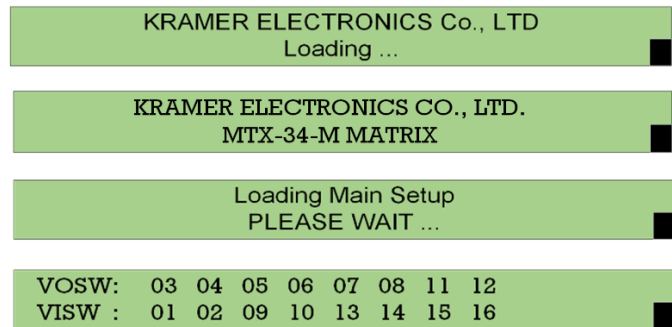 KRAMER ELECTRONICS Co., LTD
Loading ...
KRAMER ELECTRONICS CO., LTD.
MTX-34-M MATRIX
Loading Main Setup
PLEASE WAIT ...
VOSW: 03 04 05 06 07 08 11 12
VISW : 01 02 09 10 13 14 15 16